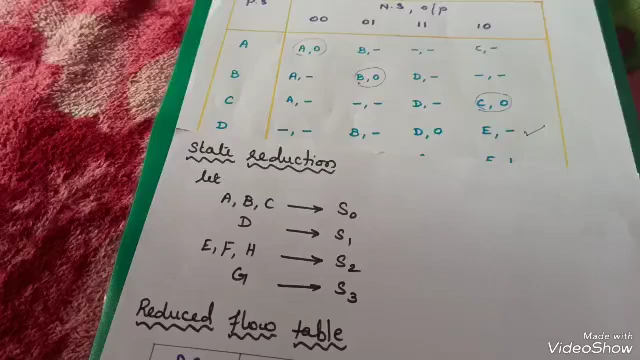 P.S N.S, O/P
00 01 11 10
A A,0 B,- -,- C,-
B A,- B,0 D,- -,-
C A,- -,- D,- C,0
D -,- B,- D,0 E,- ✓
State reduction
let
A, B, C → S0
D → S1
E, F, H → S2
G → S3
Reduced flow table
Made with
VideoShow